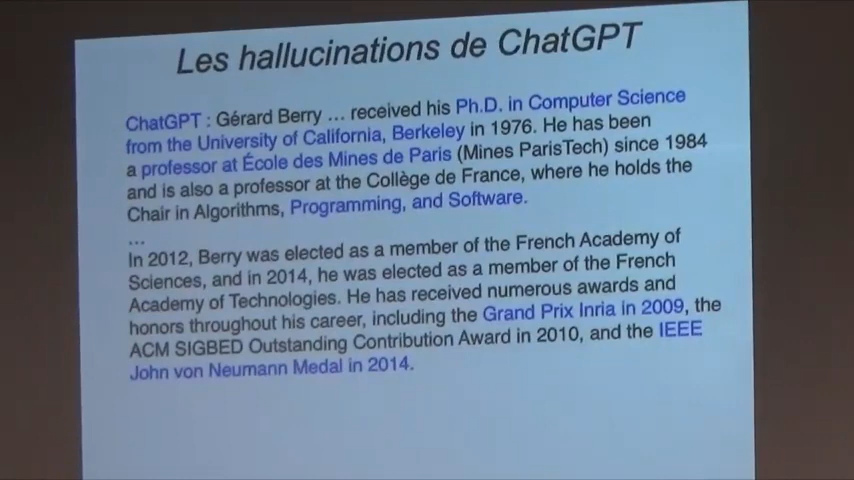 Les hallucinations de ChatGPT
ChatGPT : Gérard Berry ... received his Ph.D. in Computer Science
from the University of California, Berkeley in 1976. He has been
a professor at École des Mines de Paris (Mines ParisTech) since 1984
and is also a professor at the Collège de France, where he holds the
Chair in Algorithms, Programming, and Software.
...
In 2012, Berry was elected as a member of the French Academy of
Sciences, and in 2014, he was elected as a member of the French
Academy of Technologies. He has received numerous awards and
honors throughout his career, including the Grand Prix Inria in 2009, the
ACM SIGBED Outstanding Contribution Award in 2010, and the IEEE
John von Neumann Medal in 2014.